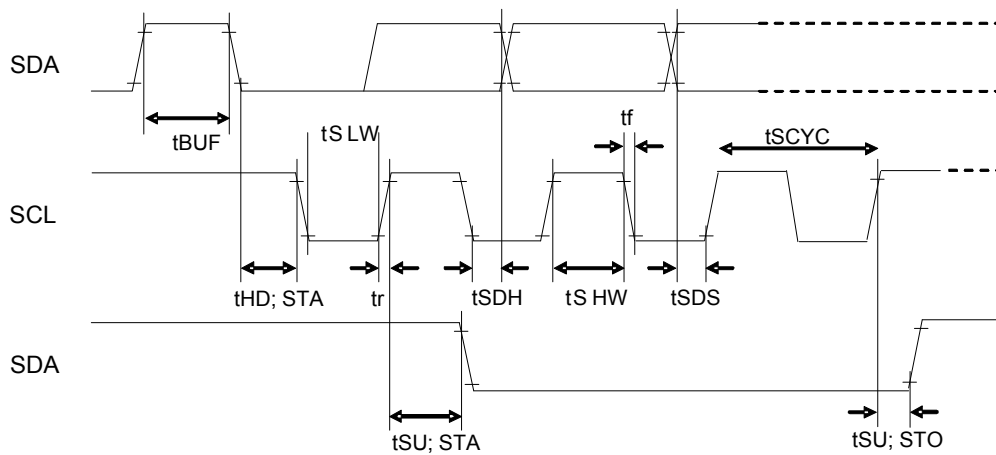 SDA
tBUF
tS LW
tf
tSCYC
SCL
tHD; STA
tr
tSDH
tS HW
tSDS
SDA
tSU; STA
tSU; STO